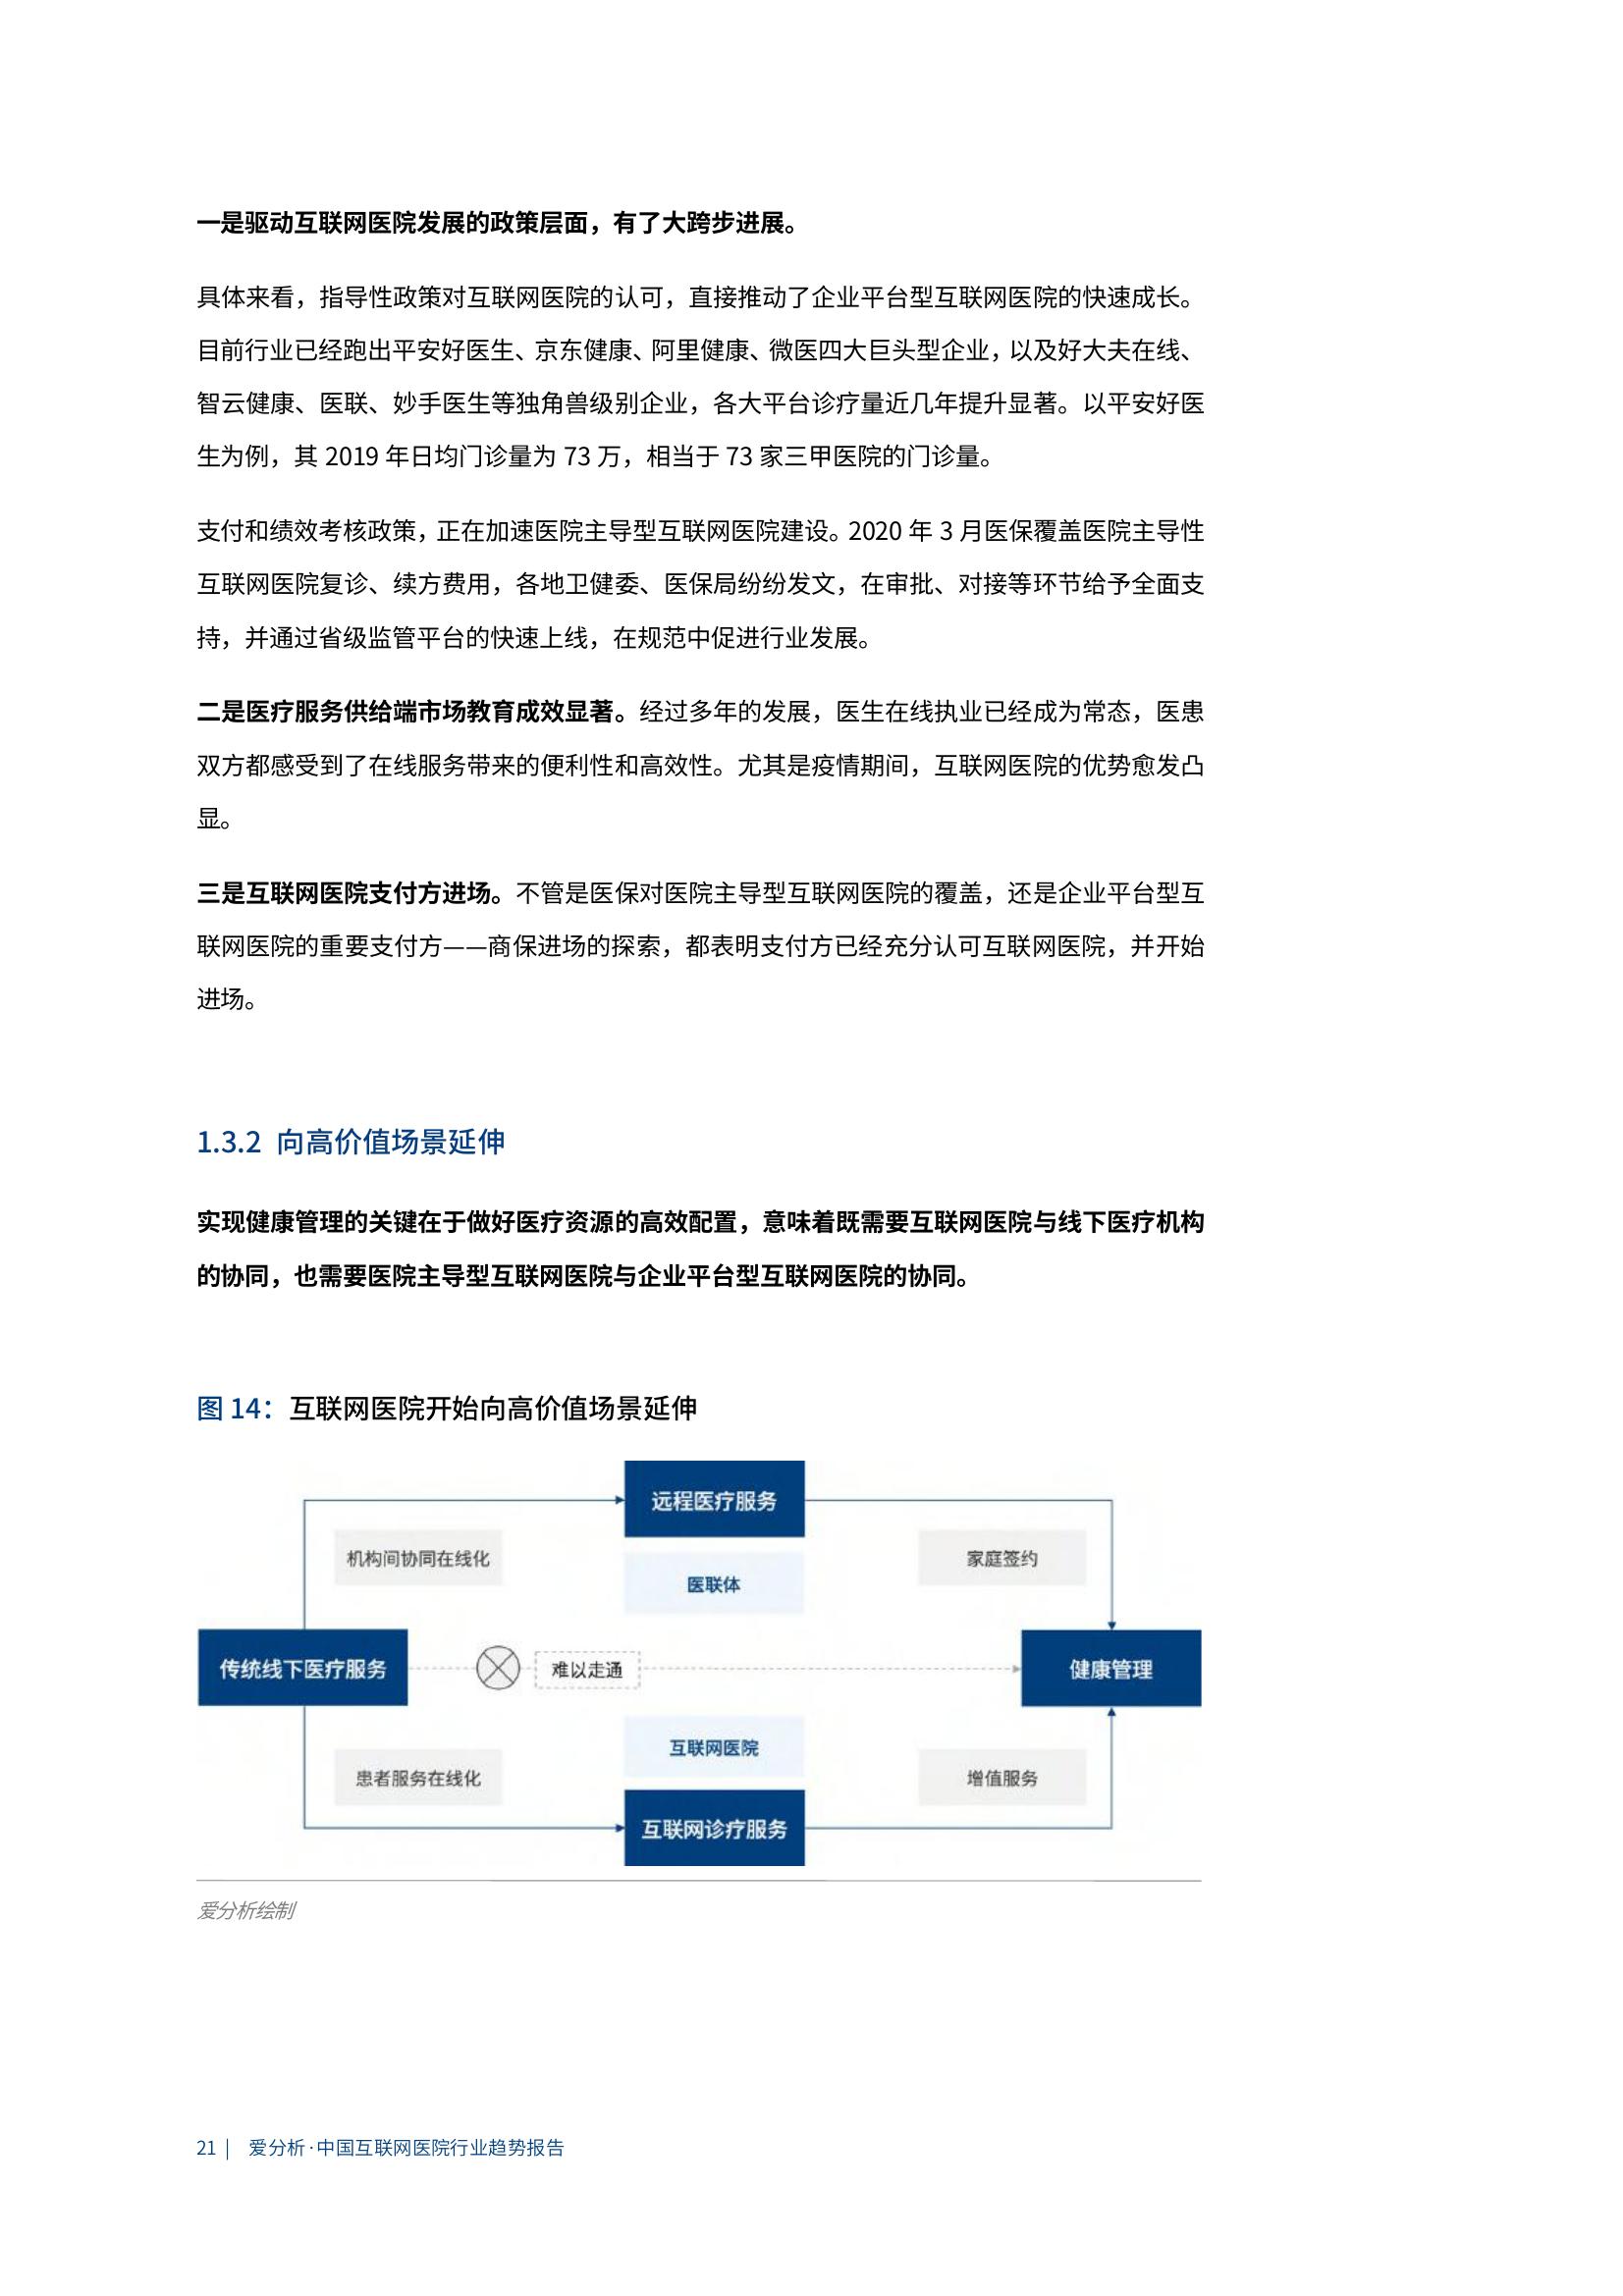 一是驱动互联网医院发展的政策层面，有了大跨步进展。
具体来看，指导性政策对互联网医院的认可，直接推动了企业平台型互联网医院的快速成长。
目前行业已经跑出平安好医生、京东健康、阿里健康、微医四大巨头型企业，以及好大夫在线、
智云健康、医联、妙手医生等独角兽级别企业，各大平台诊疗量近几年提升显著。以平安好医
生为例，其 2019 年日均门诊量为 73 万，相当于 73 家三甲医院的门诊量。
支付和绩效考核政策，正在加速医院主导型互联网医院建设。2020 年 3 月医保覆盖医院主导性
互联网医院复诊、续方费用，各地卫健委、医保局纷纷发文，在审批、对接等环节给予全面支
持，并通过省级监管平台的快速上线，在规范中促进行业发展。
二是医疗服务供给端市场教育成效显著。经过多年的发展，医生在线执业已经成为常态，医患
双方都感受到了在线服务带来的便利性和高效性。尤其是疫情期间，互联网医院的优势愈发凸
显。
三是互联网医院支付方进场。不管是医保对医院主导型互联网医院的覆盖，还是企业平台型互
联网医院的重要支付方——商保进场的探索，都表明支付方已经充分认可互联网医院，并开始
进场。
1.3.2 向高价值场景延伸
实现健康管理的关键在于做好医疗资源的高效配置，意味着既需要互联网医院与线下医疗机构
的协同，也需要医院主导型互联网医院与企业平台型互联网医院的协同。
图 14：互联网医院开始向高价值场景延伸
远程医疗服务
机构间协同在线化
家庭签约
医联体
传统线下医疗服务
难以走通
健康管理
互联网医院
患者服务在线化
增值服务
互联网诊疗服务
爱分析绘制
21 | 爱分析·中国互联网医院行业趋势报告